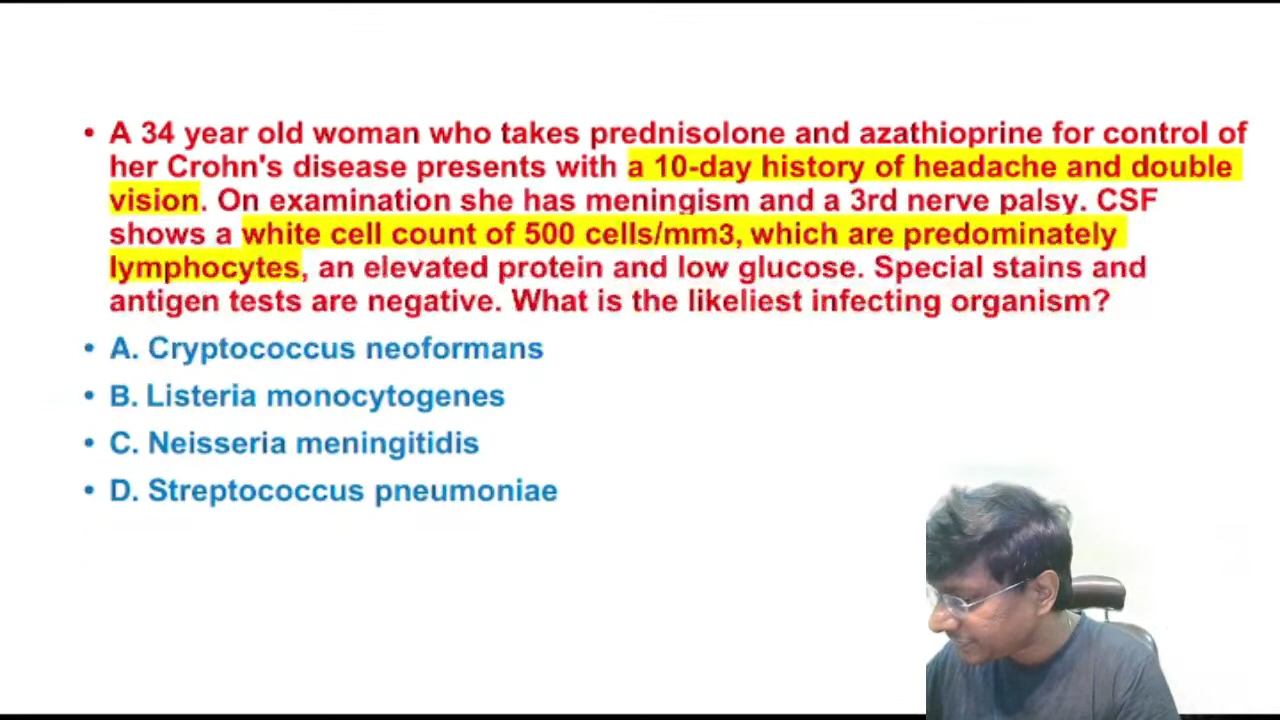 • A 34 year old woman who takes prednisolone and azathioprine for control of
her Crohn's disease presents with a 10-day history of headache and double
vision. On examination she has meningism and a 3rd nerve palsy. CSF
shows a white cell count of 500 cells/mm3, which are predominately
lymphocytes, an elevated protein and low glucose. Special stains and
antigen tests are negative. What is the likeliest infecting organism?
• A. Cryptococcus neoformans
• B. Listeria monocytogenes
• C. Neisseria meningitidis
• D. Streptococcus pneumoniae